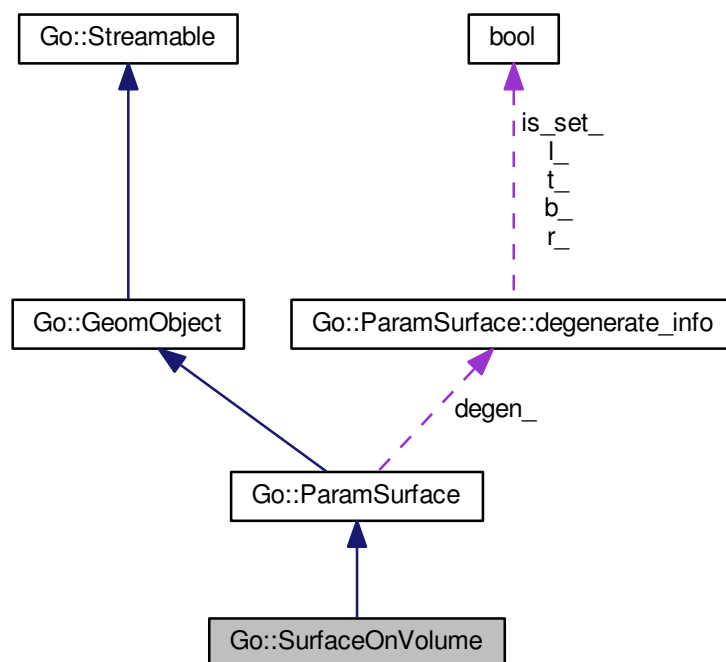 Go::Streamable
bool
is_set_
l_
t_
b_
r_
Go::GeomObject
Go::ParamSurface::degenerate_info
degen_
Go::ParamSurface
Go::SurfaceOnVolume